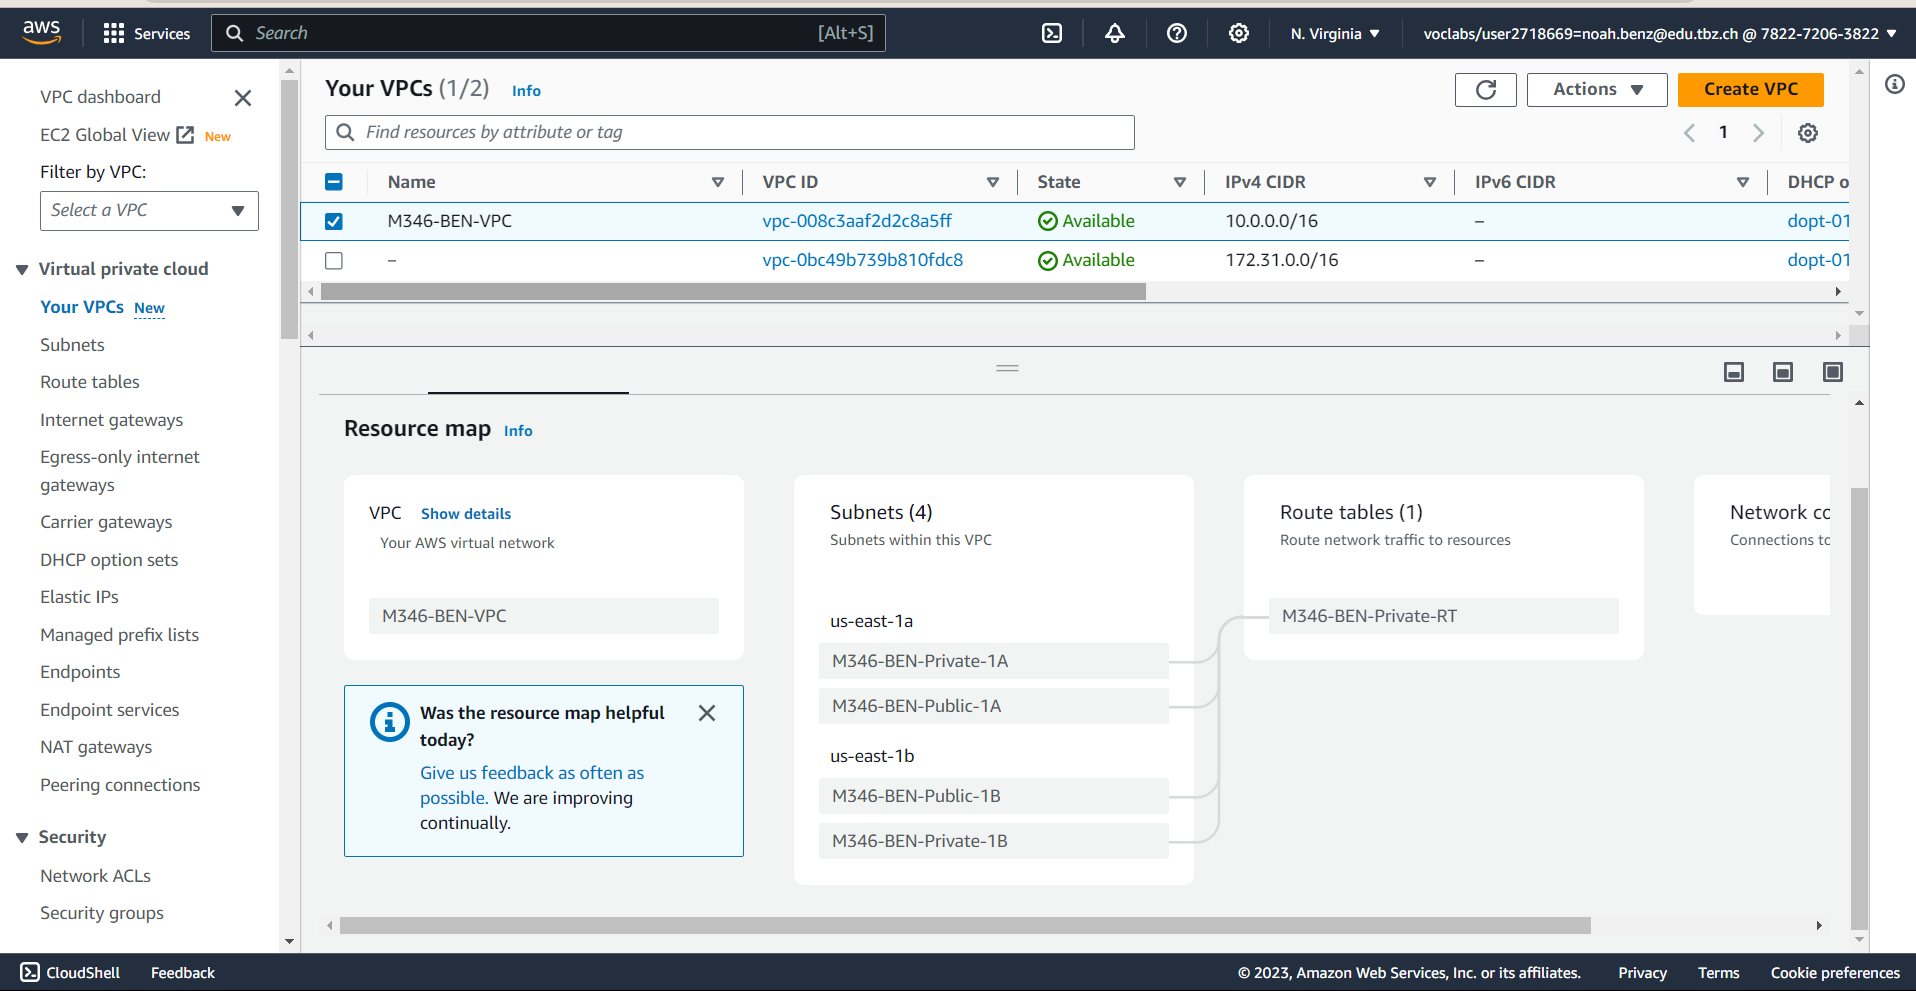 aws
Services
Search
[Alt+S]
N. Virginia
voclabs/user2718669=noah.benz@edu.tbz.ch @ 7822-7206-3822
VPC dashboard
EC2 Global View New
Filter by VPC:
Select a VPC
Virtual private cloud
Your VPCs New
Subnets
Route tables
Internet gateways
Egress-only internet
gateways
Carrier gateways
DHCP option sets
Elastic IPs
Managed prefix lists
Endpoints
Endpoint services
NAT gateways
Peering connections
Security
Network ACLs
Security groups
Your VPCs (1/2) Info
Actions
Create VPC
Find resources by attribute or tag
1
Name VPC ID State IPv4 CIDR IPv6 CIDR DHCP o
M346-BEN-VPC vpc-008c3aaf2d2c8a5ff Available 10.0.0.0/16 – dopt-01
– vpc-0bc49b739b810fdc8 Available 172.31.0.0/16 – dopt-01
Resource map Info
VPC Show details
Your AWS virtual network
M346-BEN-VPC
Was the resource map helpful
today?
Give us feedback as often as
possible. We are improving
continually.
Subnets (4)
Subnets within this VPC
us-east-1a
M346-BEN-Private-1A
M346-BEN-Public-1A
us-east-1b
M346-BEN-Public-1B
M346-BEN-Private-1B
Route tables (1)
Route network traffic to resources
M346-BEN-Private-RT
Network co
Connections to
CloudShell
Feedback
© 2023, Amazon Web Services, Inc. or its affiliates.
Privacy
Terms
Cookie preferences